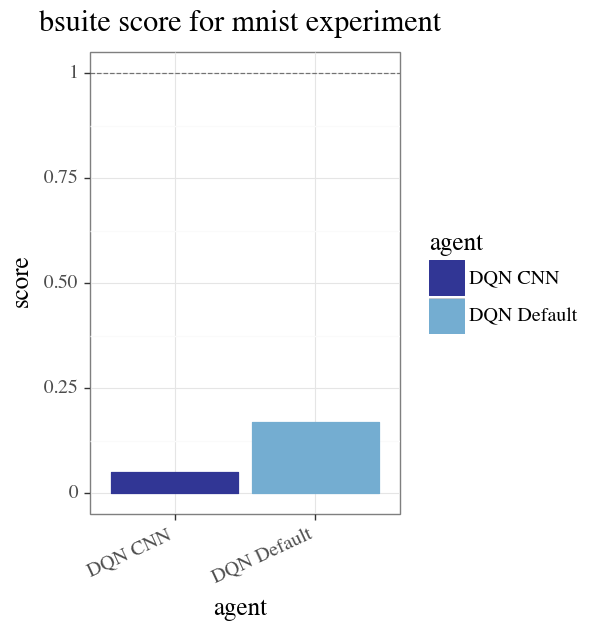 bsuite score for mnist experiment
1
0.75
0.50
0.25
0
score
DQN CNN
DQN Default
agent
agent
DQN CNN
DQN Default